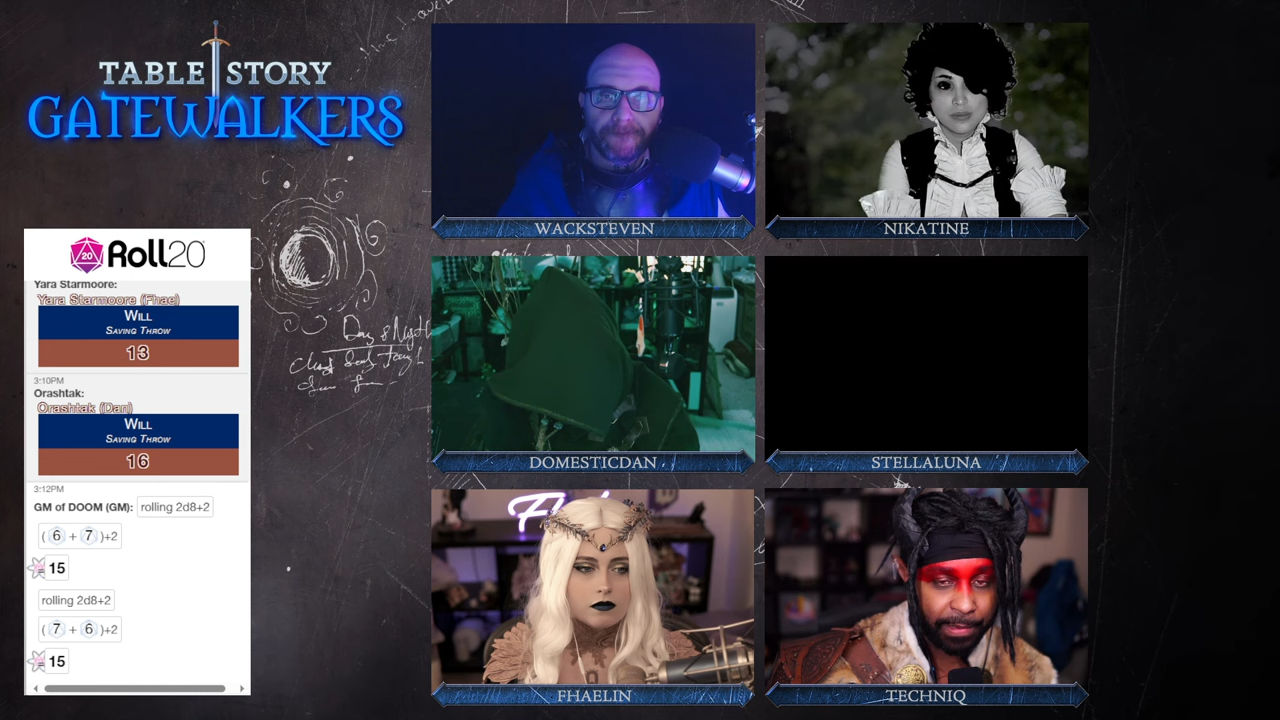 TABLE STORY
GATEWALKERS
Roll20
Yara Starmoore:
Yara Starmoore (Fhae)
WILL
SAVING THROW
13
3:10PM
Orashtak:
Orashtak (Dan)
WILL
SAVING THROW
16
3:12PM
GM of DOOM (GM): rolling 2d8+2
(6 + 7)+2
=15
rolling 2d8+2
(7 + 6)+2
=15
WACKSTEVEN
NIKATINE
DOMESTICDAN
STELLALUNA
FHAELIN
TECHNIQ
Day & Night